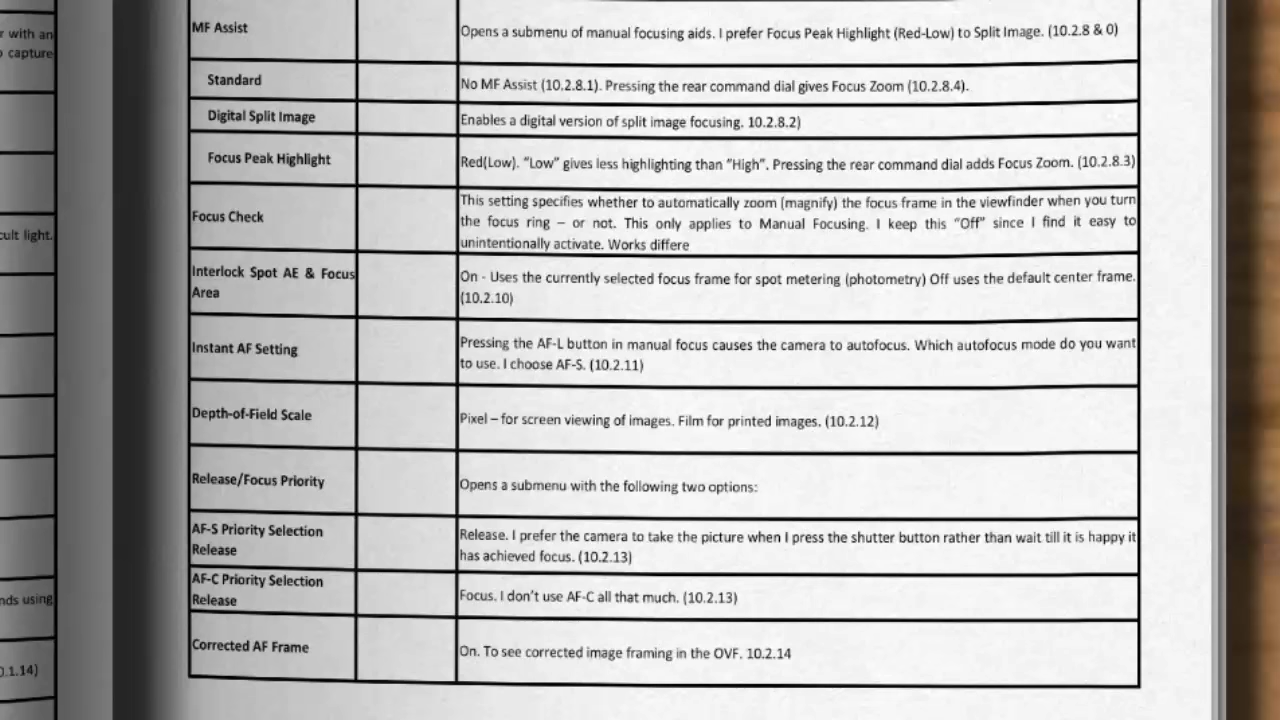 r with an
capture
cult light.
nds using
0.1.14)
MF Assist
Opens a submenu of manual focusing aids. I prefer Focus Peak Highlight (Red-Low) to Split Image. (10.2.8 & 0)
Standard
No MF Assist (10.2.8.1). Pressing the rear command dial gives Focus Zoom (10.2.8.4).
Digital Split Image
Enables a digital version of split image focusing. 10.2.8.2)
Focus Peak Highlight
Red(Low). "Low" gives less highlighting than "High". Pressing the rear command dial adds Focus Zoom. (10.2.8.3)
Focus Check
This setting specifies whether to automatically zoom (magnify) the focus frame in the viewfinder when you turn
the focus ring – or not. This only applies to Manual Focusing. I keep this "Off" since I find it easy to
unintentionally activate. Works differe
Interlock Spot AE & Focus
Area
On - Uses the currently selected focus frame for spot metering (photometry) Off uses the default center frame.
(10.2.10)
Instant AF Setting
Pressing the AF-L button in manual focus causes the camera to autofocus. Which autofocus mode do you want
to use. I choose AF-S. (10.2.11)
Depth-of-Field Scale
Pixel – for screen viewing of images. Film for printed images. (10.2.12)
Release/Focus Priority
Opens a submenu with the following two options:
AF-S Priority Selection
Release
Release. I prefer the camera to take the picture when I press the shutter button rather than wait till it is happy it
has achieved focus. (10.2.13)
AF-C Priority Selection
Release
Focus. I don't use AF-C all that much. (10.2.13)
Corrected AF Frame
On. To see corrected image framing in the OVF. 10.2.14